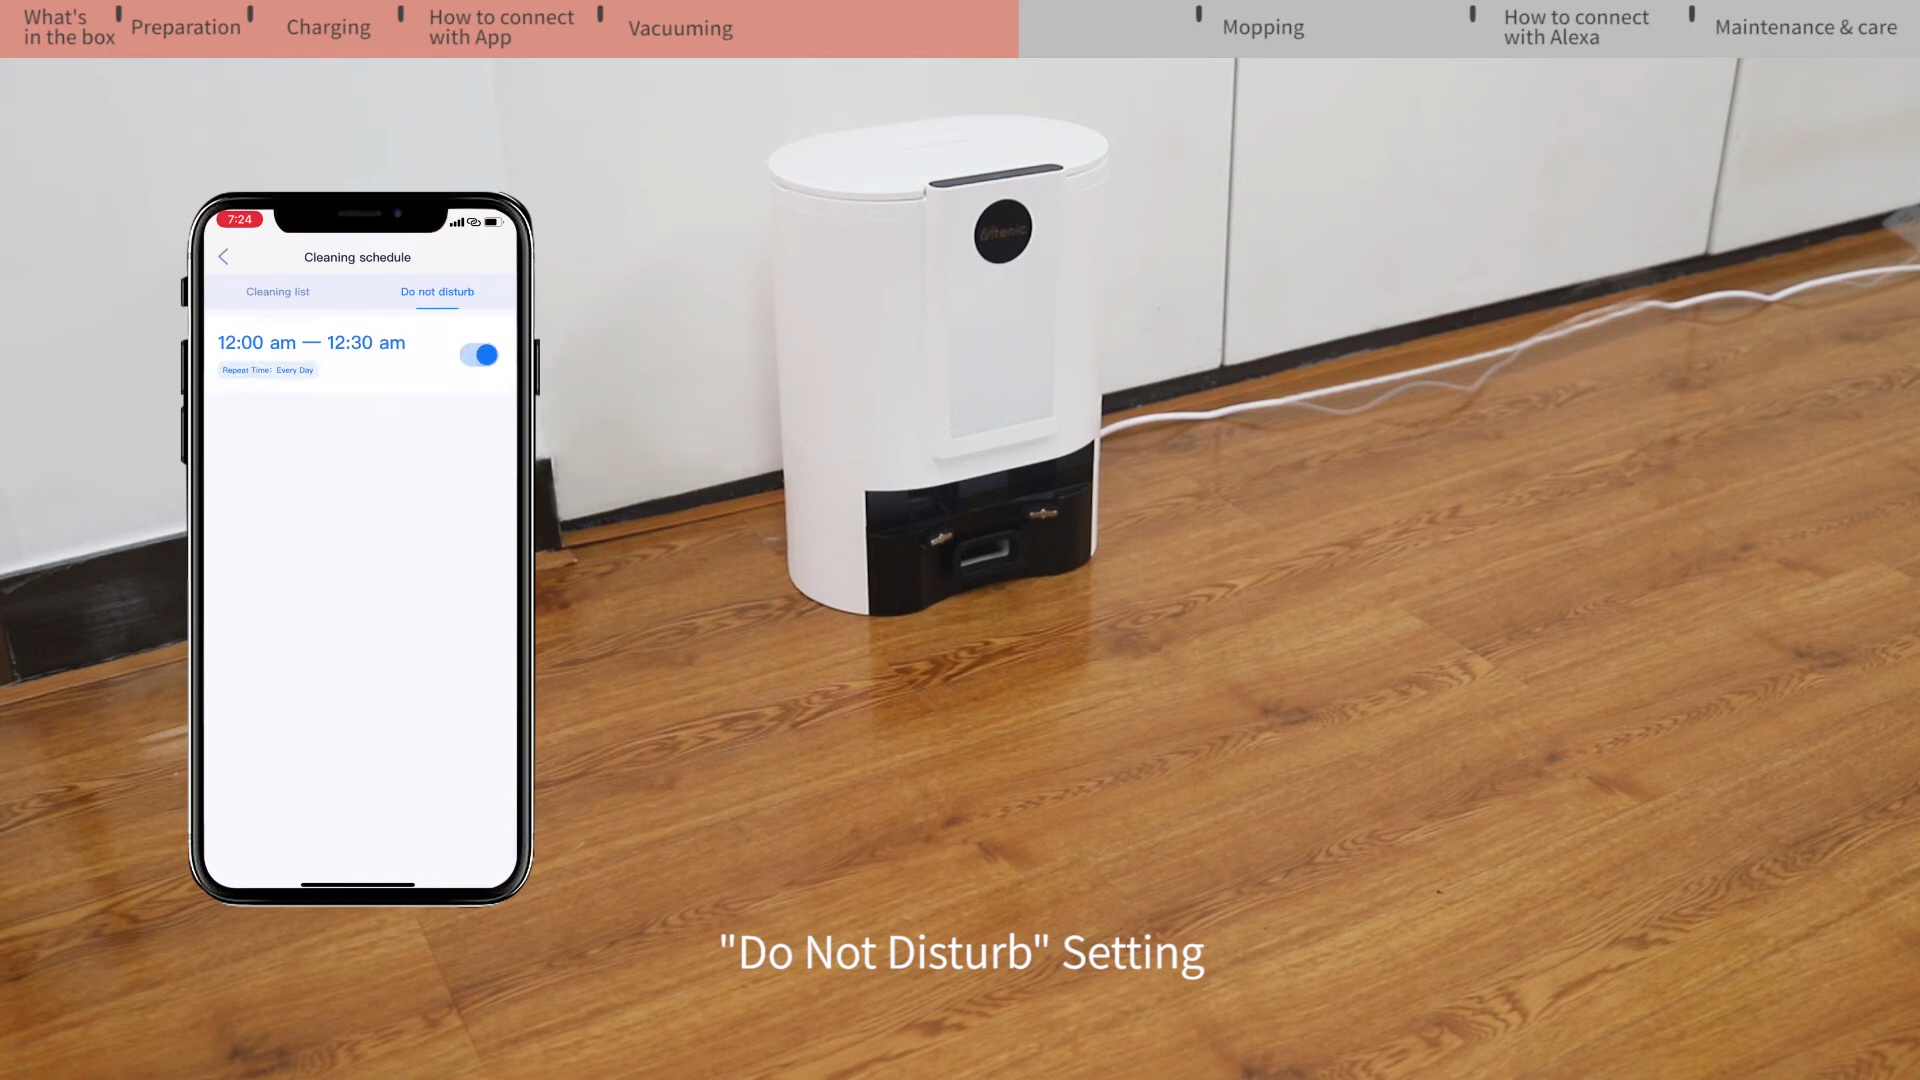 What's
in the box
Preparation
Charging
How to connect
with App
Vacuuming
Mopping
How to connect
with Alexa
Maintenance & care
7:24
Cleaning schedule
Cleaning list
Do not disturb
12:00 am — 12:30 am
Repeat Time: Every Day
"Do Not Disturb" Setting